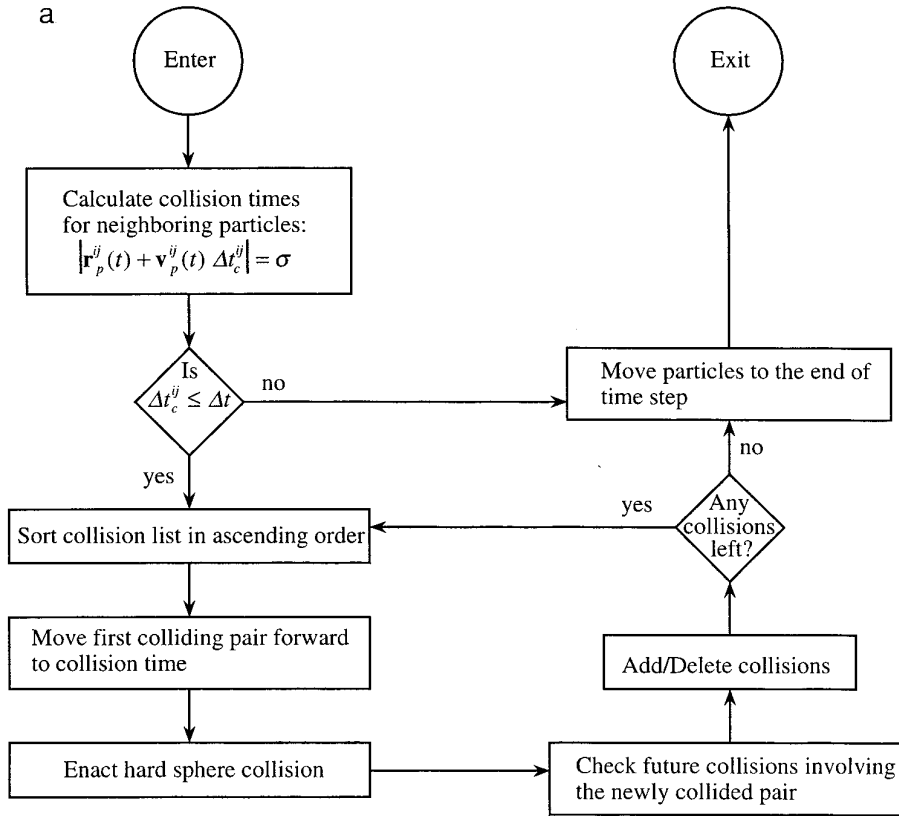 a
Enter
Exit
Calculate collision times
for neighboring particles:
|r_p^{ij}(t) + v_p^{ij}(t) Δt_c^{ij}| = σ
Is
Δt_c^{ij} ≤ Δt
no
yes
Move particles to the end of
time step
no
Any
collisions
left?
yes
Sort collision list in ascending order
Move first colliding pair forward
to collision time
Add/Delete collisions
Enact hard sphere collision
Check future collisions involving
the newly collided pair